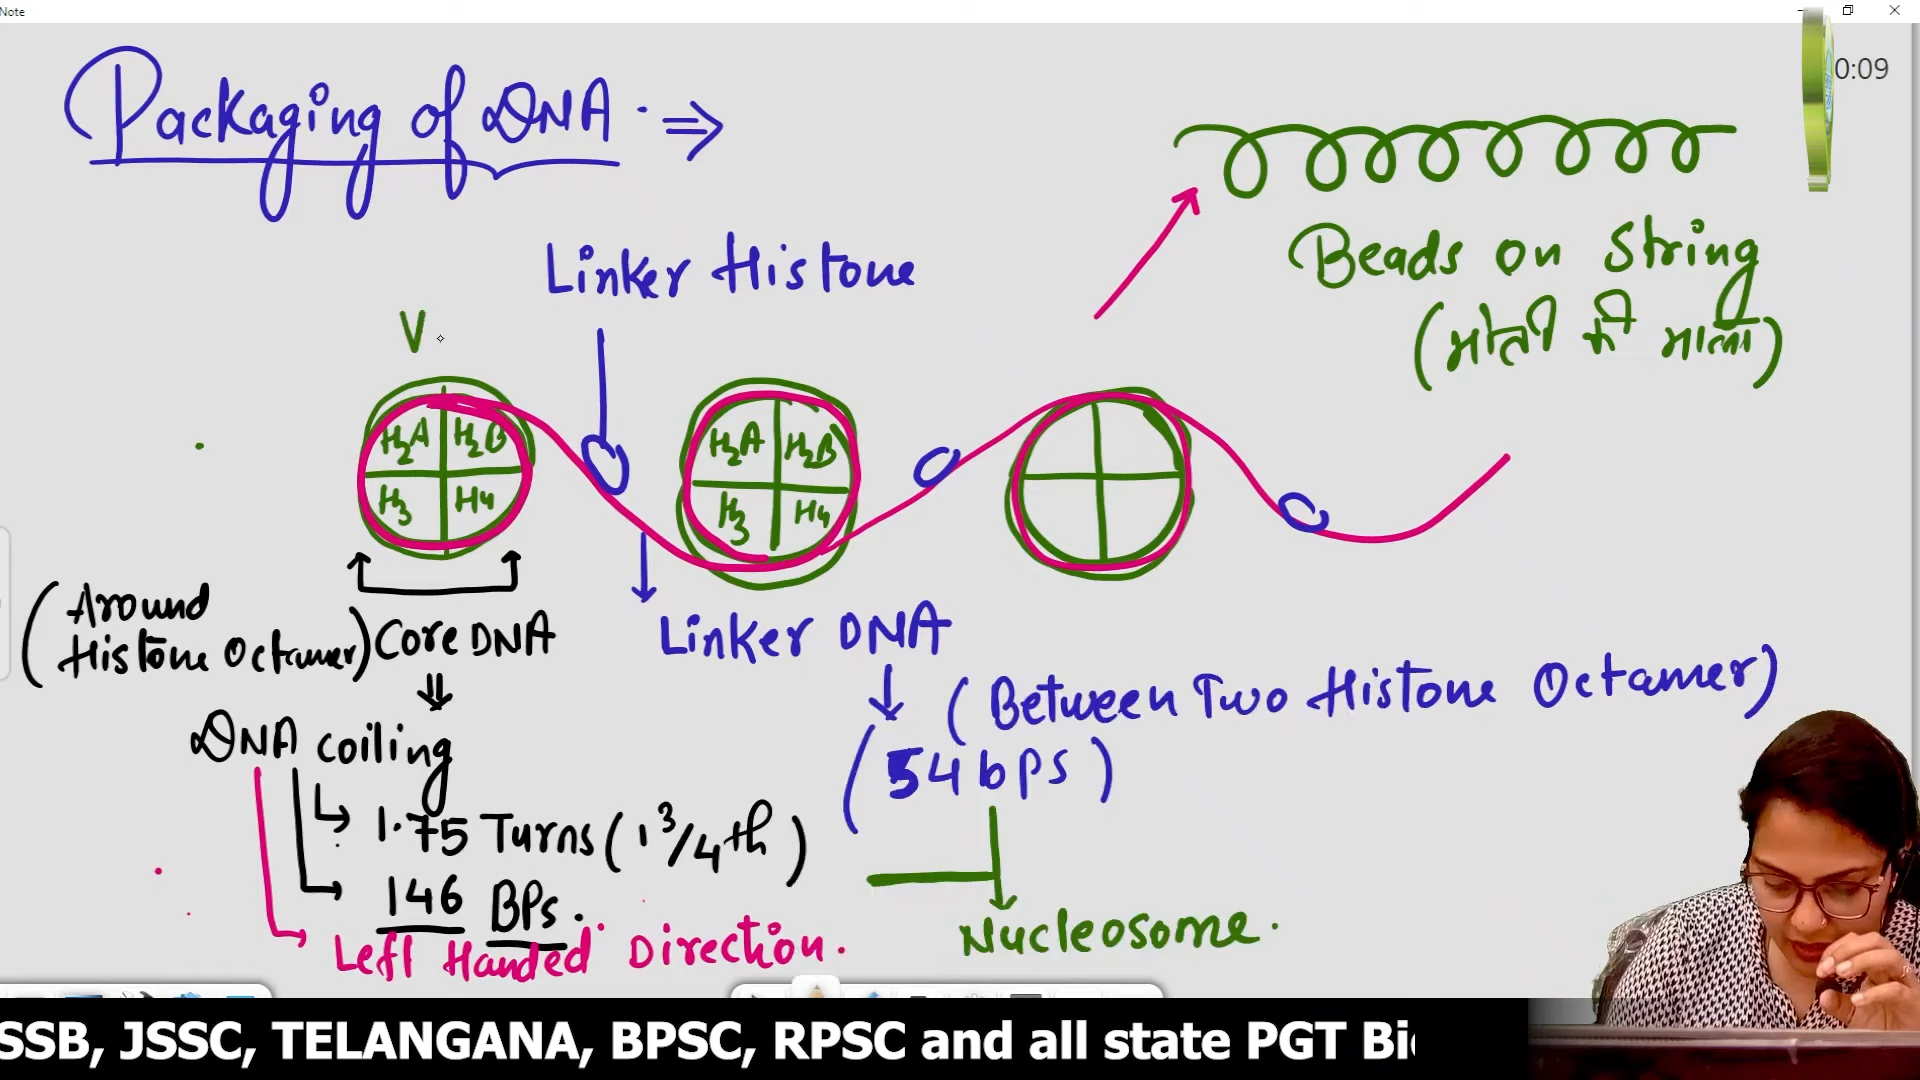 Note
0:09
Packaging of DNA ⇒
Beads on String
(मोती की माला)
Linker Histone
V
H2A H2B
H3 H4
H2A H2B
H3 H4
(Around
Histone Octamer)
Core DNA
⇓
Linker DNA
(Between Two Histone Octamer)
(54 bps)
DNA coiling
1.75 Turns (1 3/4th)
146 BPs.
Left Handed Direction.
Nucleosome.
SSB, JSSC, TELANGANA, BPSC, RPSC and all state PGT Bi